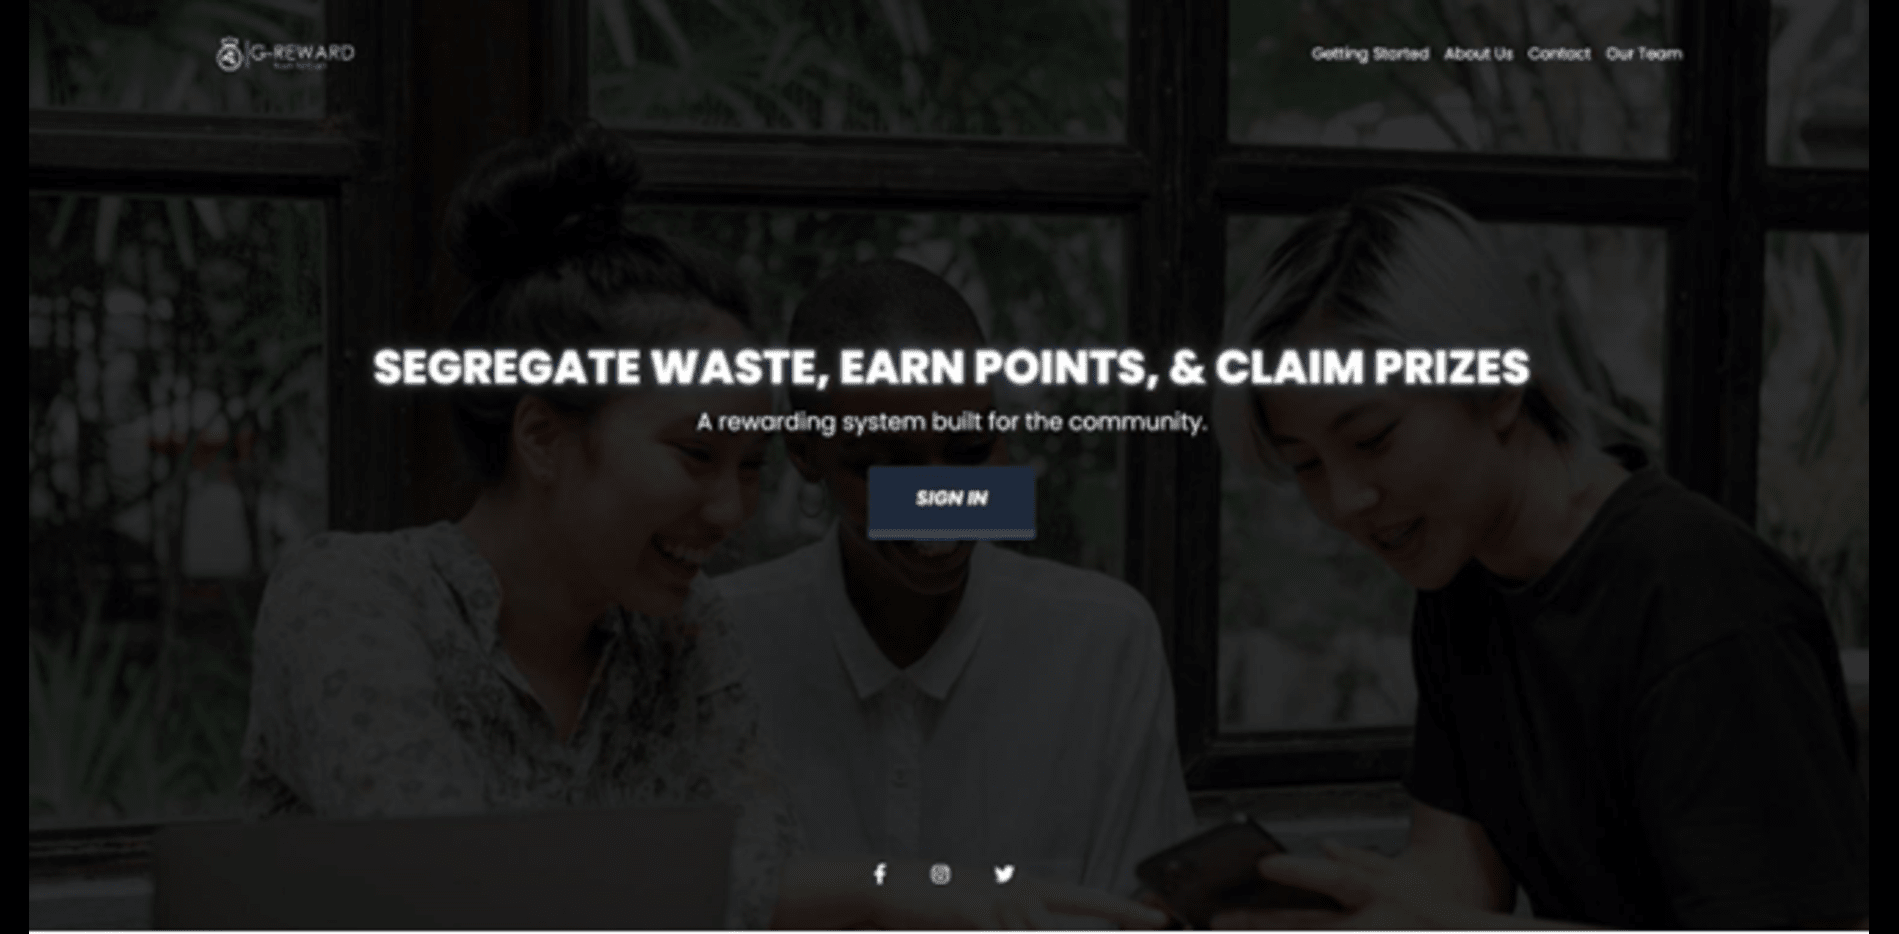 G-REWARD
Getting Started About Us Contact Our Team
SEGREGATE WASTE, EARN POINTS, & CLAIM PRIZES
A rewarding system built for the community.
SIGN IN